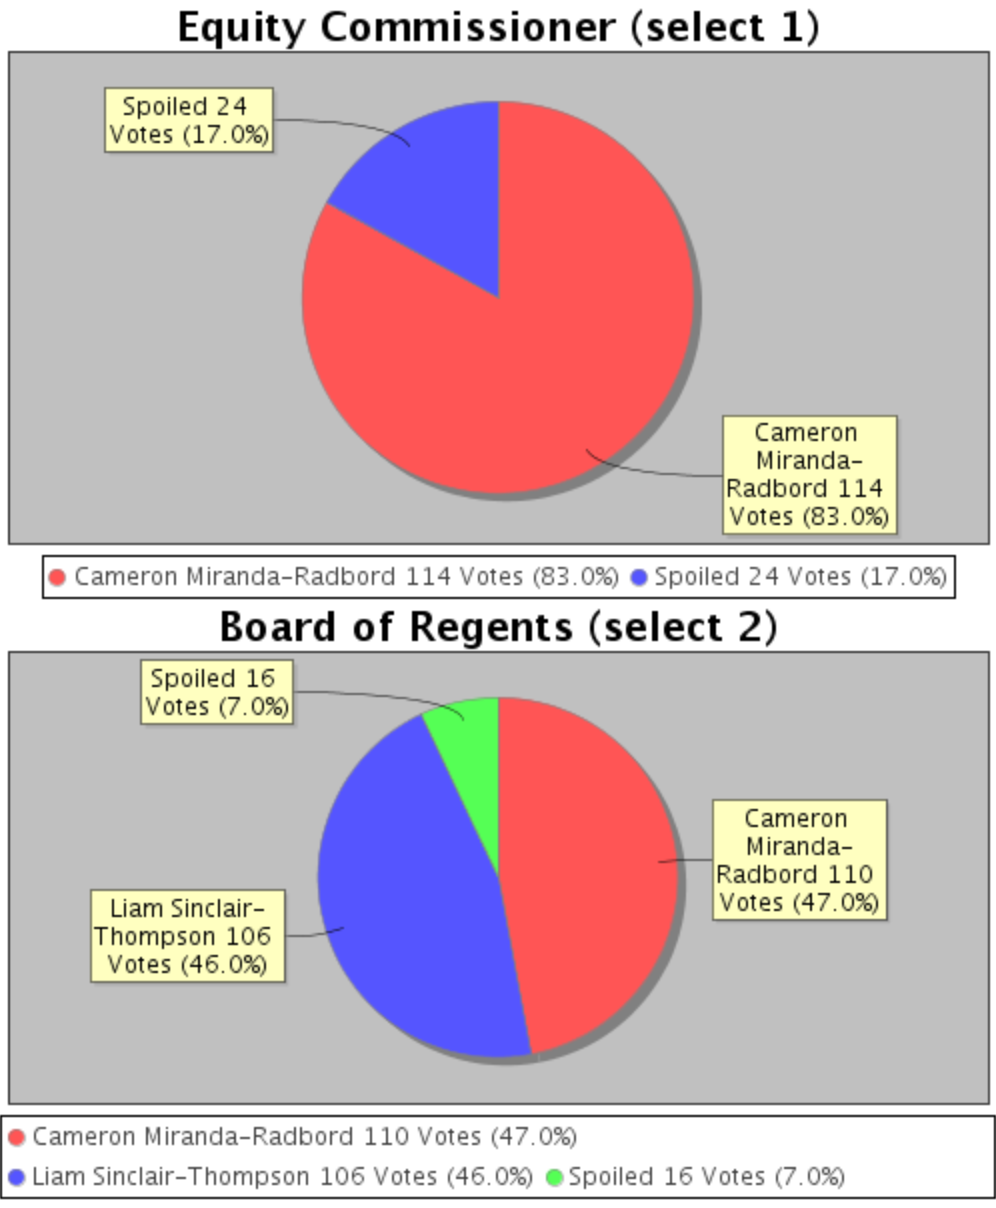 Equity Commissioner (select 1)
Spoiled 24
Votes (17.0%)
Cameron
Miranda-
Radbord 114
Votes (83.0%)
Cameron Miranda-Radbord 114 Votes (83.0%) Spoiled 24 Votes (17.0%)
Board of Regents (select 2)
Spoiled 16
Votes (7.0%)
Cameron
Miranda-
Radbord 110
Votes (47.0%)
Liam Sinclair-
Thompson 106
Votes (46.0%)
Cameron Miranda-Radbord 110 Votes (47.0%)
Liam Sinclair-Thompson 106 Votes (46.0%) Spoiled 16 Votes (7.0%)